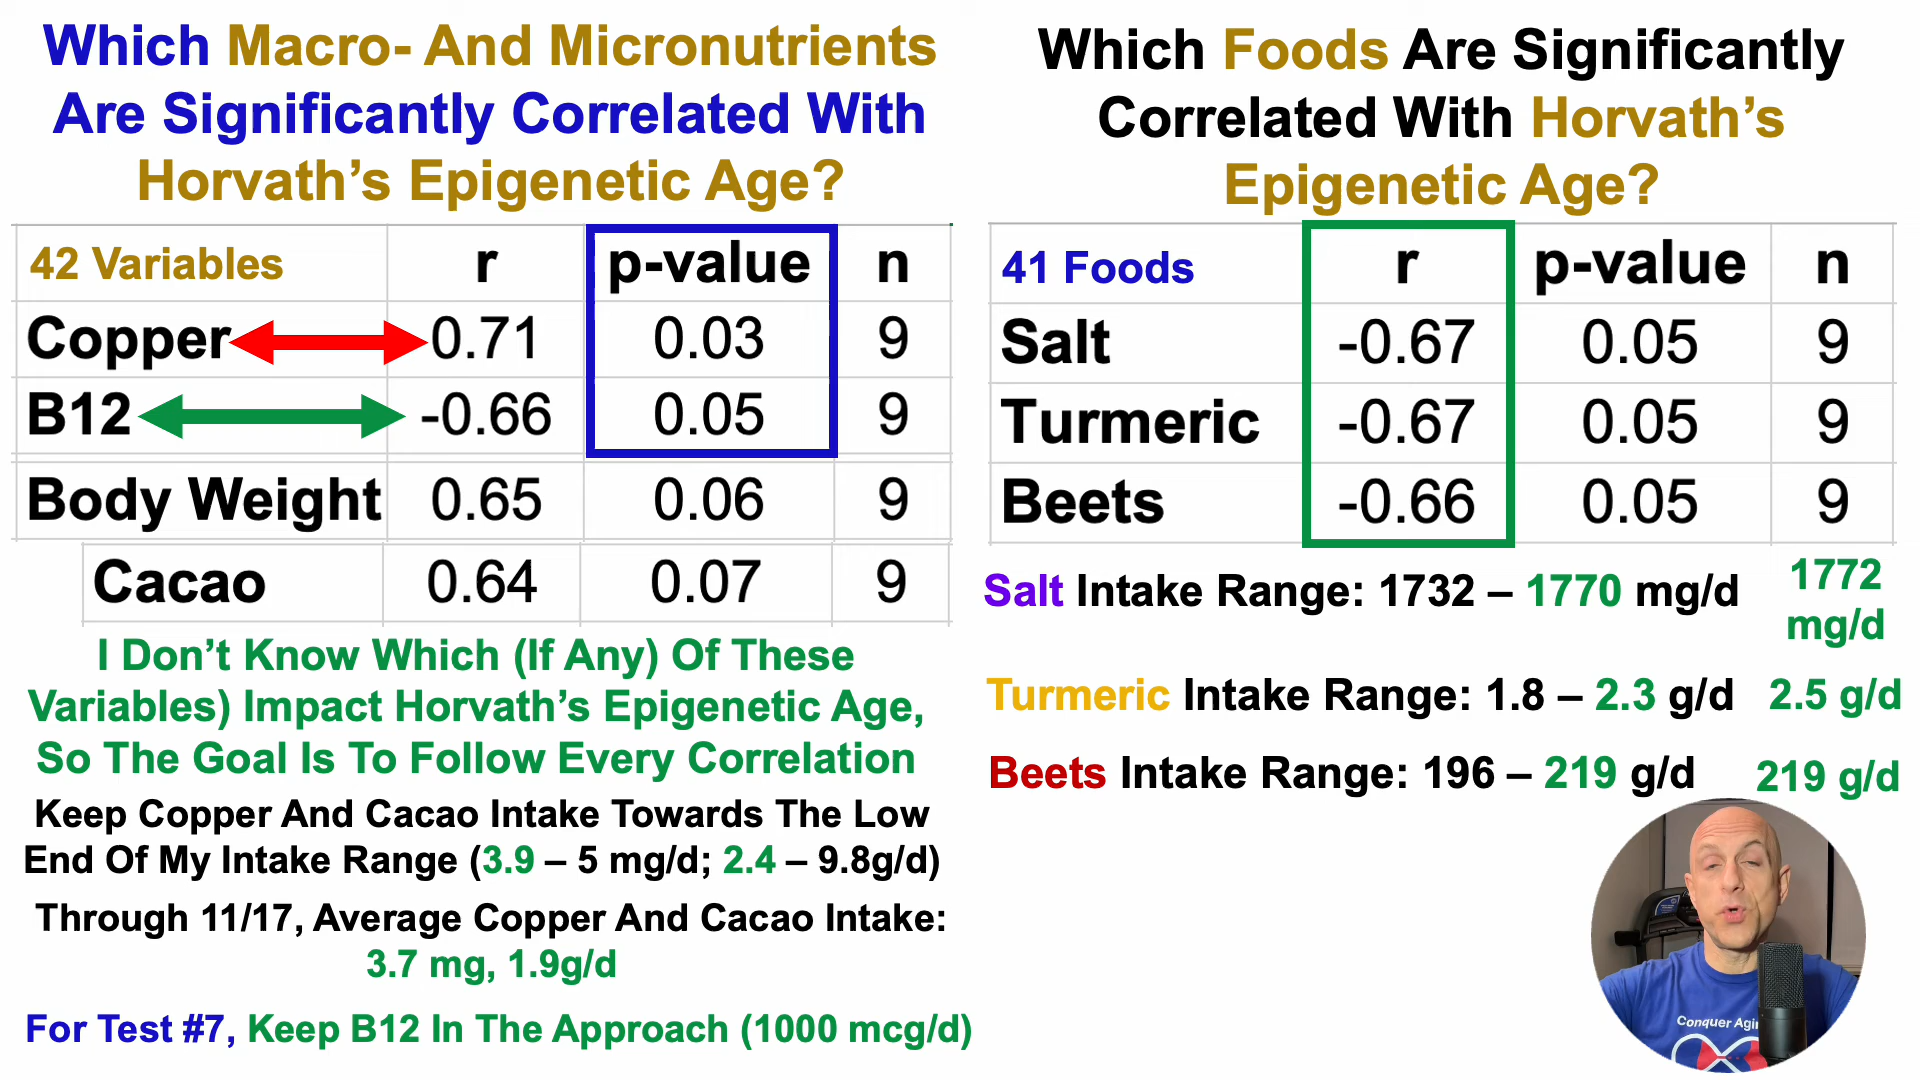 Which Macro- And Micronutrients
Are Significantly Correlated With
Horvath’s Epigenetic Age?
42 Variables r p-value n
Copper 0.71 0.03 9
B12 -0.66 0.05 9
Body Weight 0.65 0.06 9
Cacao 0.64 0.07 9
I Don’t Know Which (If Any) Of These
Variables) Impact Horvath’s Epigenetic Age,
So The Goal Is To Follow Every Correlation
Keep Copper And Cacao Intake Towards The Low
End Of My Intake Range (3.9 – 5 mg/d; 2.4 – 9.8g/d)
Through 11/17, Average Copper And Cacao Intake:
3.7 mg, 1.9g/d
For Test #7, Keep B12 In The Approach (1000 mcg/d)
Which Foods Are Significantly
Correlated With Horvath’s
Epigenetic Age?
41 Foods r p-value n
Salt -0.67 0.05 9
Turmeric -0.67 0.05 9
Beets -0.66 0.05 9
Salt Intake Range: 1732 – 1770 mg/d
1772
mg/d
Turmeric Intake Range: 1.8 – 2.3 g/d 2.5 g/d
Beets Intake Range: 196 – 219 g/d 219 g/d
Conquer